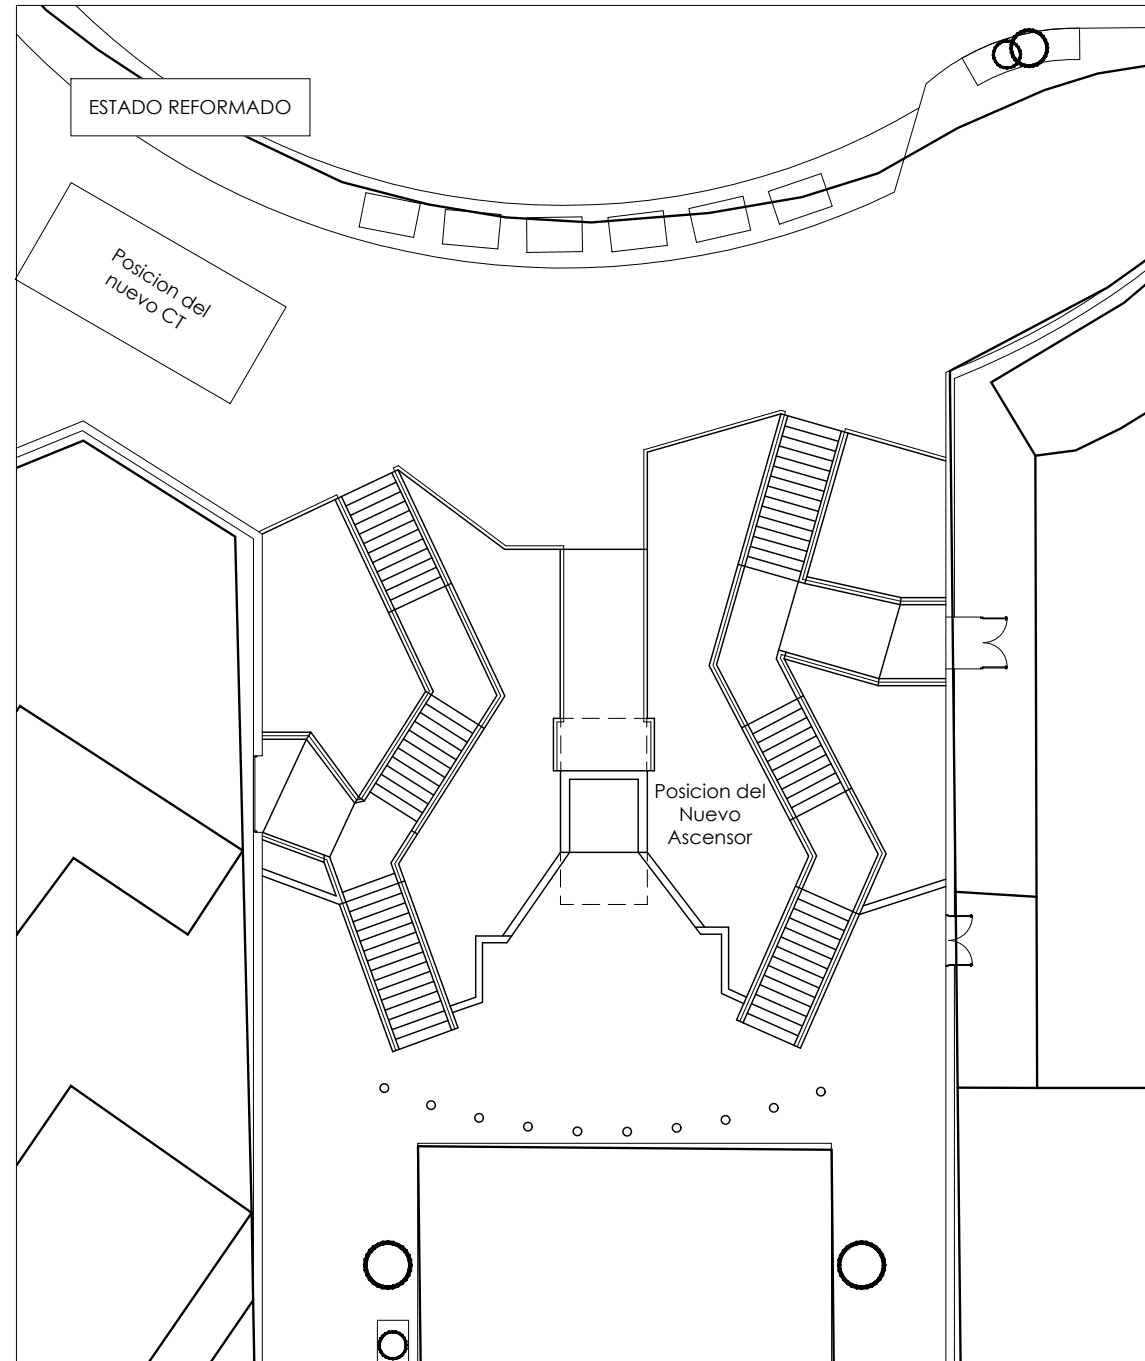 ESTADO REFORMADO
Posicion del
nuevo CT
Posicion del
Nuevo
Ascensor